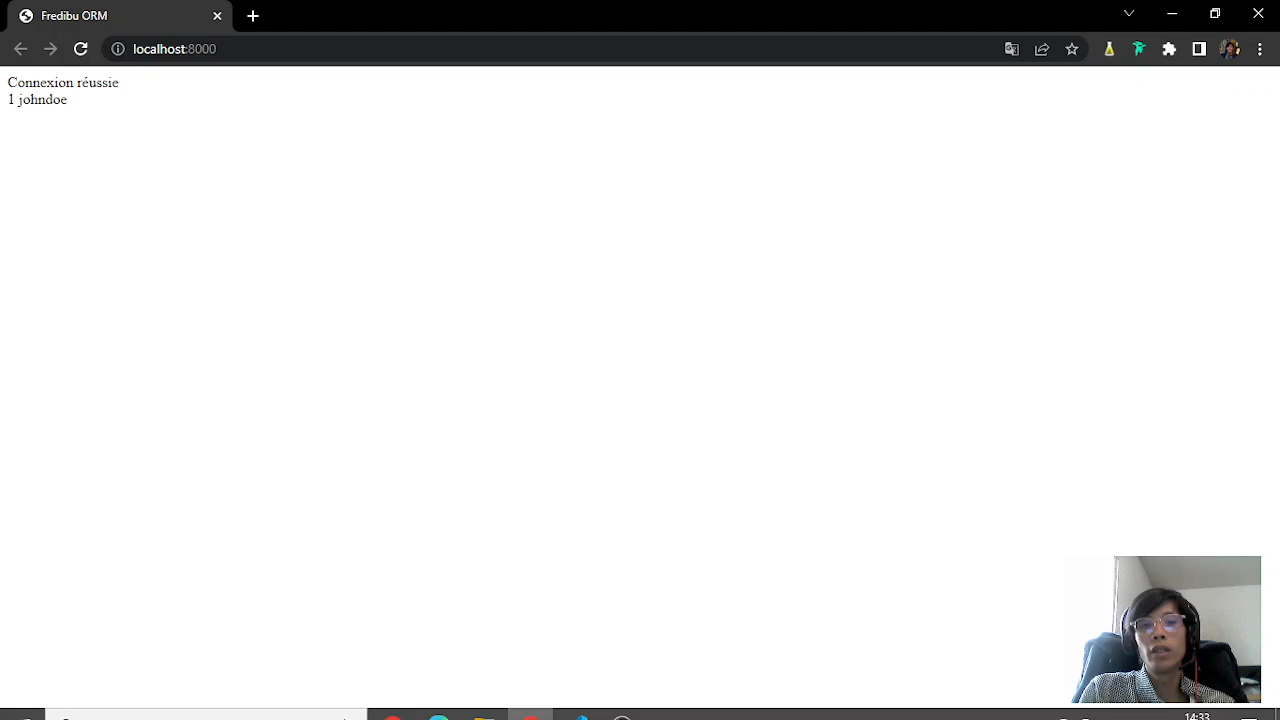 Fredibu ORM
localhost:8000
Connexion réussie
1 johndoe
14:33